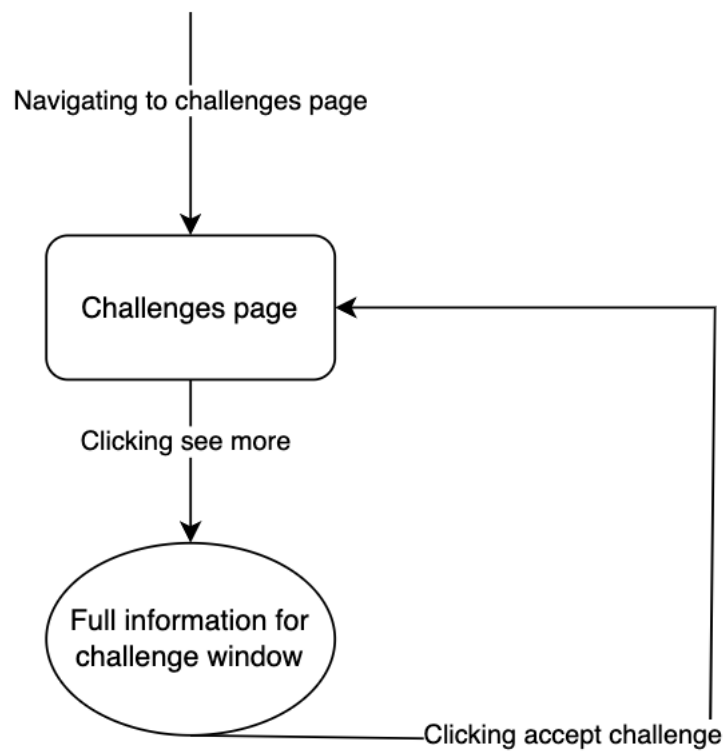 Navigating to challenges page
Challenges page
Clicking see more
Full information for
challenge window
Clicking accept challenge